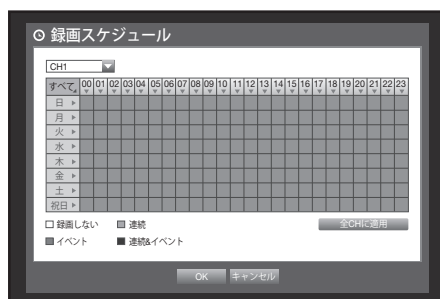 録画スケジュール
CH1
すべて 00 01 02 03 04 05 06 07 08 09 10 11 12 13 14 15 16 17 18 19 20 21 22 23
日
月
火
水
木
金
土
祝日
録画しない 連続 全CHに適用
イベント 連続&イベント
OK キャンセル